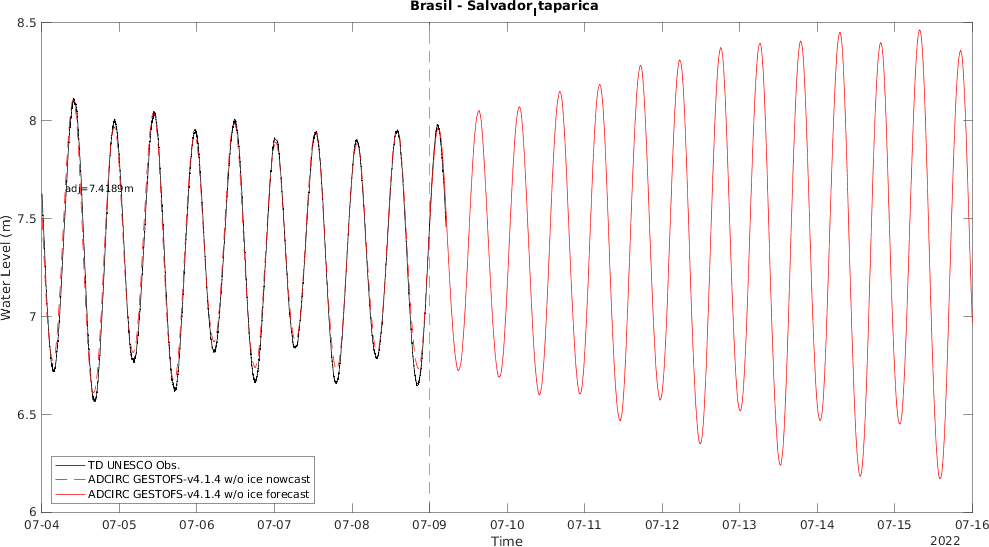 Brasil - Salvador_Itaparica
8.5
8
7.5
7
6.5
6
adj=7.4189m
Water Level (m)
TD UNESCO Obs.
ADCIRC GESTOFS-v4.1.4 w/o ice nowcast
ADCIRC GESTOFS-v4.1.4 w/o ice forecast
07-04 07-05 07-06 07-07 07-08 07-09 07-10 07-11 07-12 07-13 07-14 07-15 07-16
Time
2022